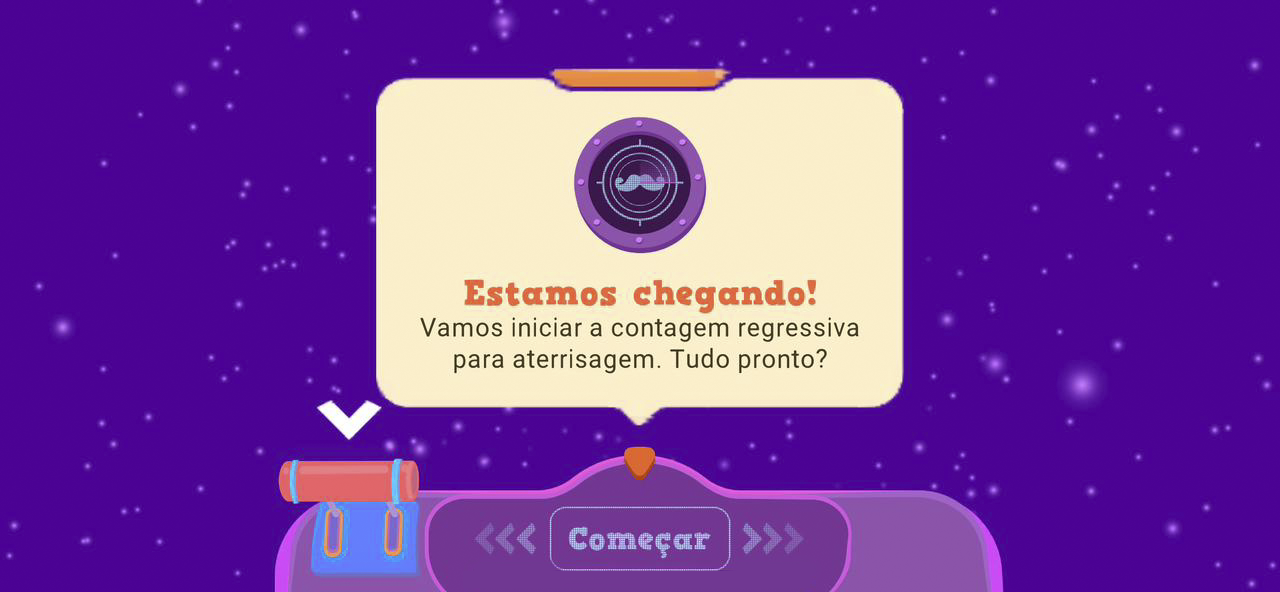 Estamos chegando!
Vamos iniciar a contagem regressiva
para aterrisagem. Tudo pronto?
Começar